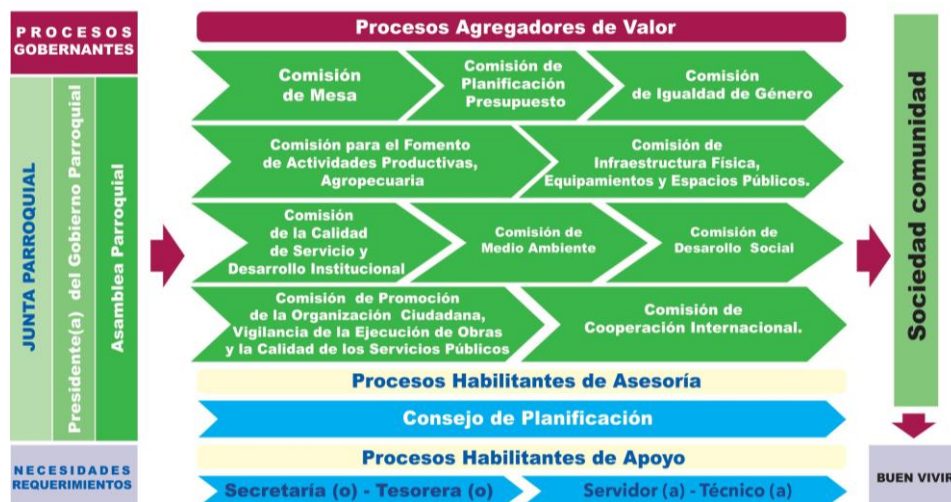 PROCESOS
GOBERNANTES
JUNTA PARROQUIAL
Presidente(a) del Gobierno Parroquial
Asamblea Parroquial
NECESIDADES
REQUERIMIENTOS
Procesos Agregadores de Valor
Comisión
de Mesa
Comisión de
Planificación
Presupuesto
Comisión
de Igualdad de Género
Comisión para el Fomento
de Actividades Productivas,
Agropecuaria
Comisión de
Infraestructura Física,
Equipamientos y Espacios Públicos.
Comisión
de la Calidad
de Servicio y
Desarrollo Institucional
Comisión de
Medio Ambiente
Comisión de
Desarollo Social
Comisión de Promoción
de la Organización Ciudadana,
Vigilancia de la Ejecución de Obras
y la Calidad de los Servicios Públicos
Comisión de
Cooperación Internacional.
Procesos Habilitantes de Asesoría
Consejo de Planificación
Procesos Habilitantes de Apoyo
Secretaría (o) - Tesorera (o)
Servidor (a) - Técnico (a)
Sociedad comunidad
BUEN VIVIR